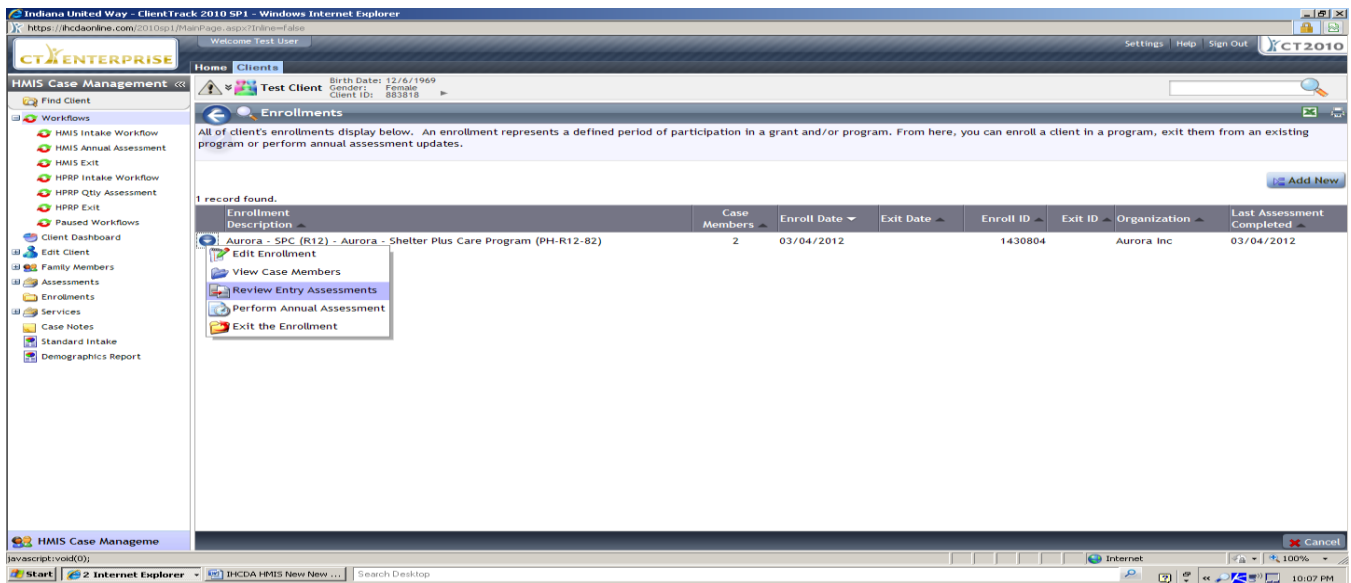 Indiana United Way - ClientTrack 2010 SP1 - Windows Internet Explorer
https://ihcdaonline.com/2010sp1/MainPage.aspx?Inline=False
Welcome Test User
Settings Help Sign Out
CT2010
CT ENTERPRISE
Home Clients
HMIS Case Management «
Test Client
Birth Date: 12/6/1969
Gender: Female
Client ID: 883818
Find Client
Workflows
HMIS Intake Workflow
HMIS Annual Assessment
HMIS Exit
HPRP Intake Workflow
HPRP Qtly Assessment
HPRP Exit
Paused Workflows
Client Dashboard
Edit Client
Family Members
Assessments
Enrollments
Services
Case Notes
Standard Intake
Demographics Report
Enrollments
All of client's enrollments display below. An enrollment represents a defined period of participation in a grant and/or program. From here, you can enroll a client in a program, exit them from an existing
program or perform annual assessment updates.
Add New
1 record found.
Enrollment Description Case Members Enroll Date Exit Date Enroll ID Exit ID Organization Last Assessment Completed
Aurora - SPC (R12) - Aurora - Shelter Plus Care Program (PH-R12-82) 2 03/04/2012 1430804 Aurora Inc 03/04/2012
Edit Enrollment
View Case Members
Review Entry Assessments
Perform Annual Assessment
Exit the Enrollment
HMIS Case Manageme
Cancel
javascript:void(0);
Internet
100%
Start
2 Internet Explorer
IHCDA HMIS New New ...
Search Desktop
10:07 PM